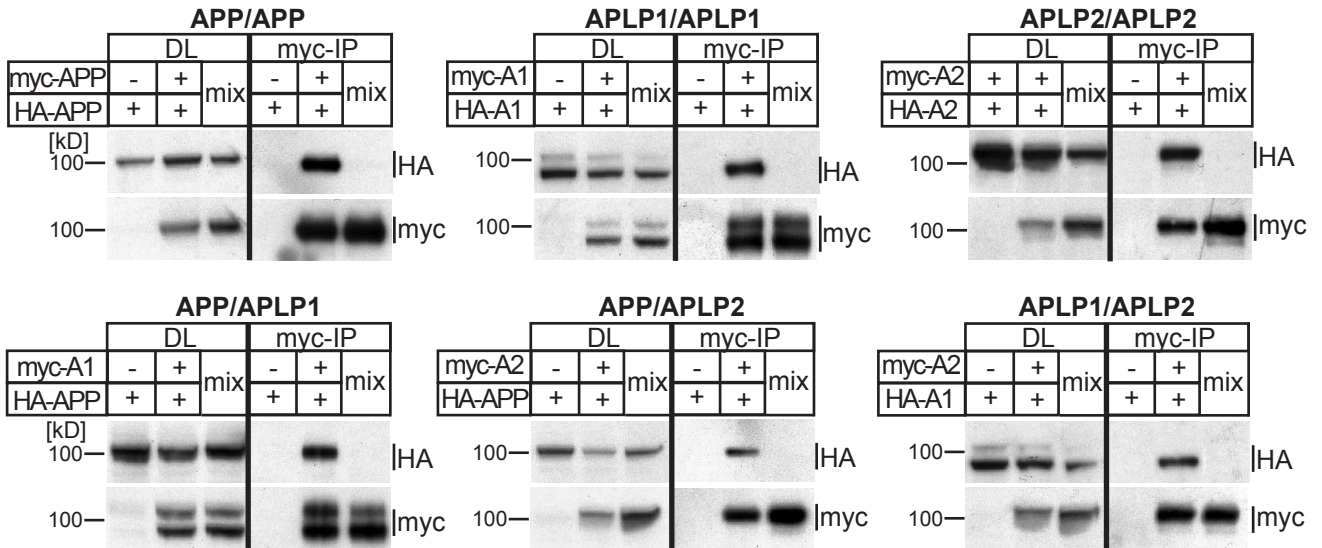 APP/APP APLP1/APLP1 APLP2/APLP2
DL myc-IP DL myc-IP DL myc-IP
myc-APP - + mix - + mix myc-A1 - + mix - + mix myc-A2 + + mix - + mix
HA-APP + + + + HA-A1 + + + + HA-A2 + + + +
[kD]
100 HA 100 HA 100 HA
100 myc 100 myc 100 myc
APP/APLP1 APP/APLP2 APLP1/APLP2
DL myc-IP DL myc-IP DL myc-IP
myc-A1 - + mix - + mix myc-A2 - + mix - + mix myc-A2 - + mix - + mix
HA-APP + + + + HA-APP + + + + HA-A1 + + + +
[kD]
100 HA 100 HA 100 HA
100 myc 100 myc 100 myc